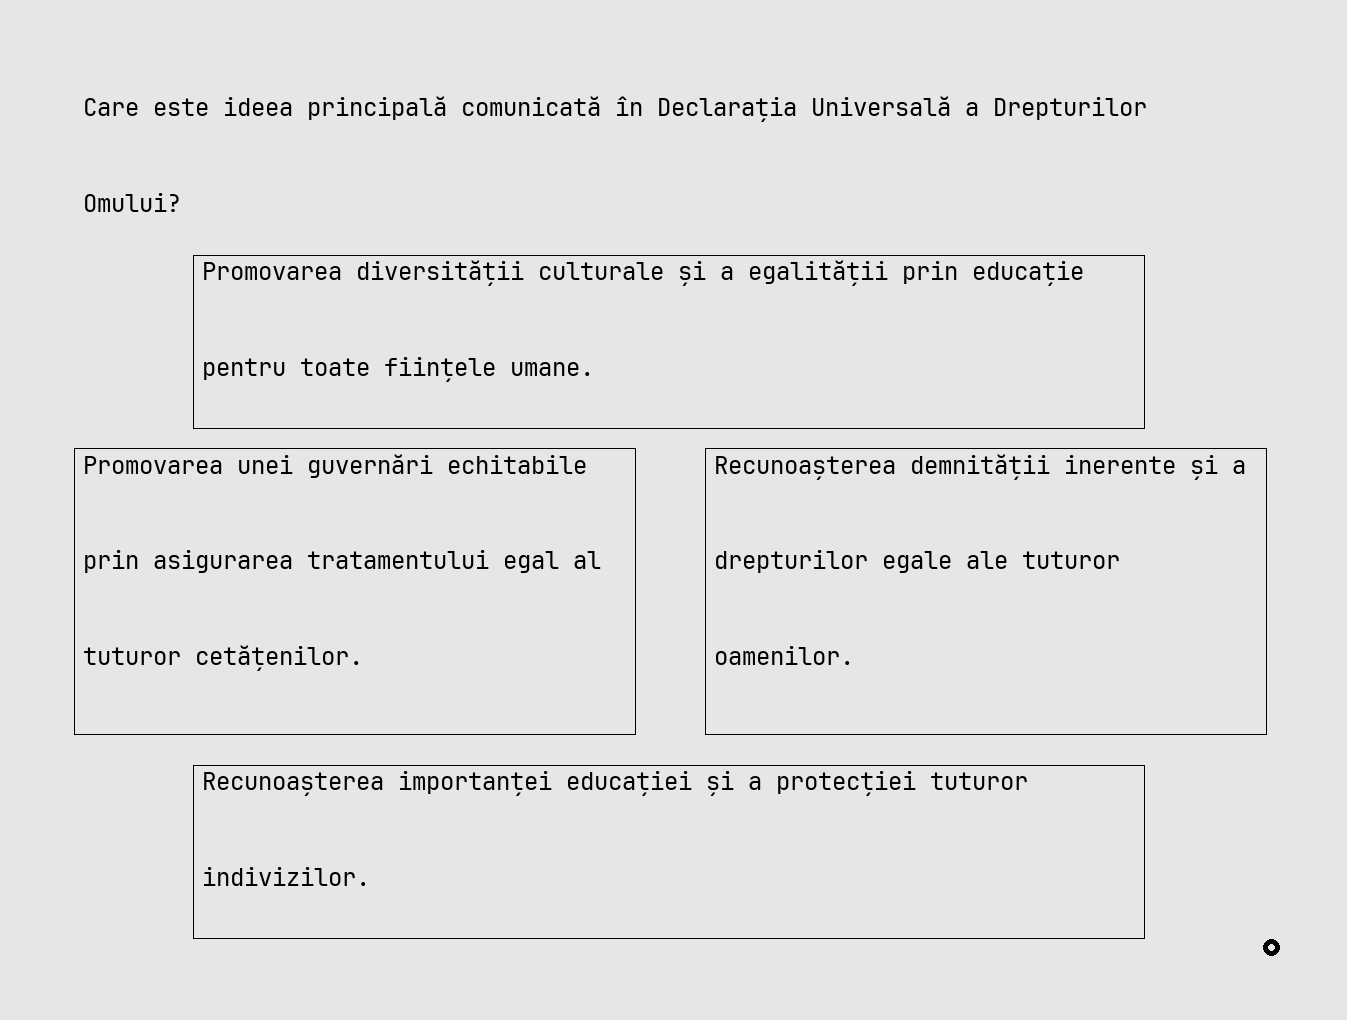 Care este ideea principală comunicată în Declarația Universală a Drepturilor
Omului?
Promovarea diversității culturale și a egalității prin educație
pentru toate ființele umane.
Promovarea unei guvernări echitabile
prin asigurarea tratamentului egal al
tuturor cetățenilor.
Recunoașterea demnității inerente și a
drepturilor egale ale tuturor
oamenilor.
Recunoașterea importanței educației și a protecției tuturor
indivizilor.